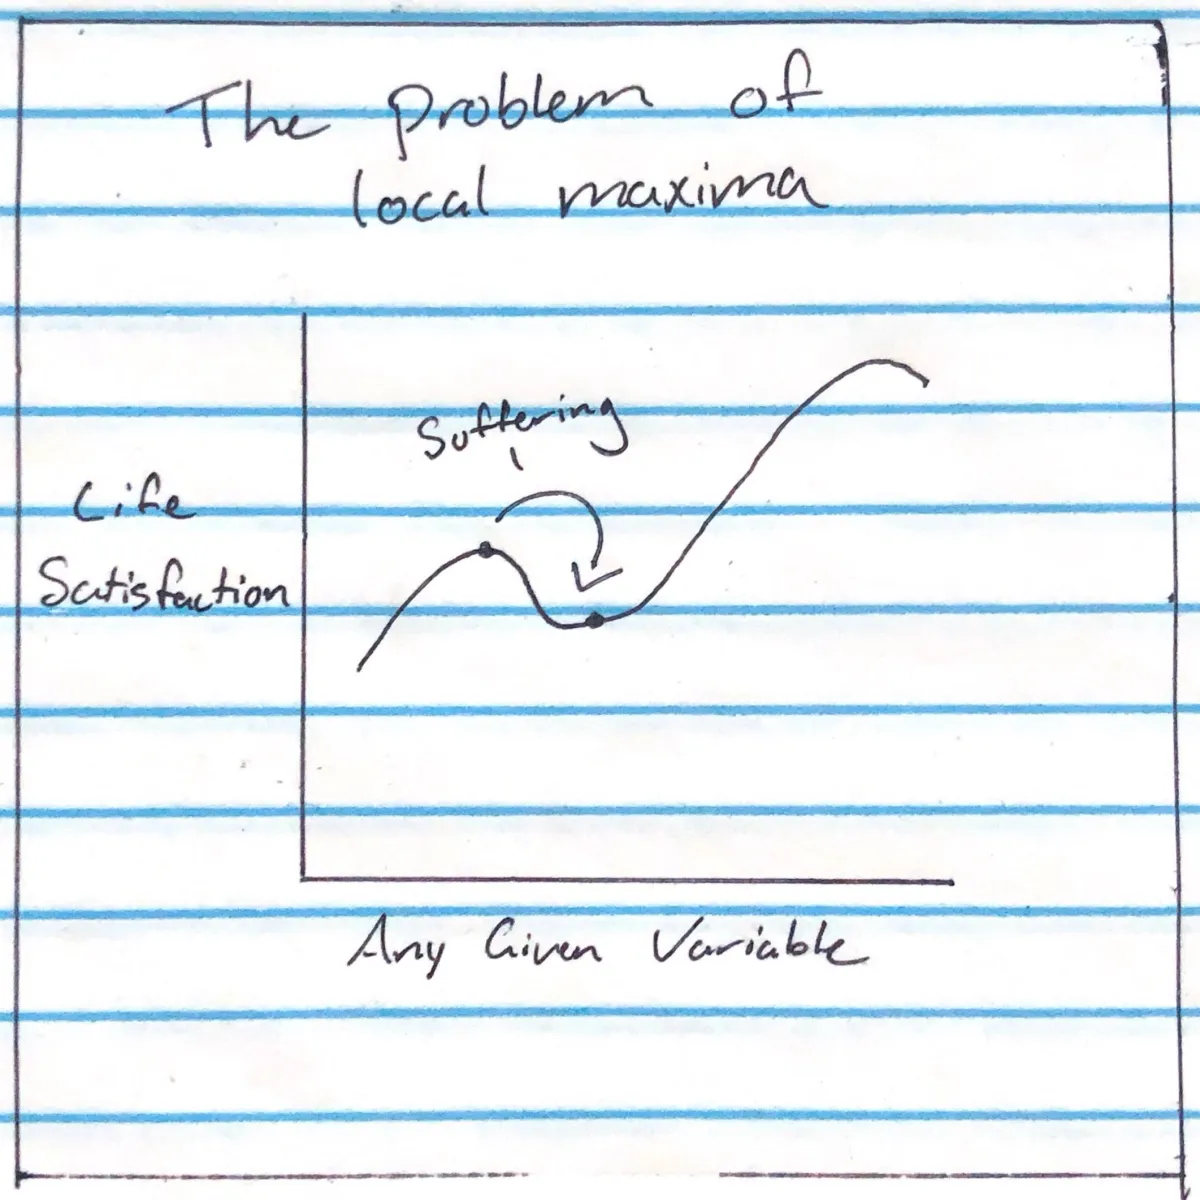 The problem of
local maxima
Suffering
Life
Satisfaction
Any Given Variable